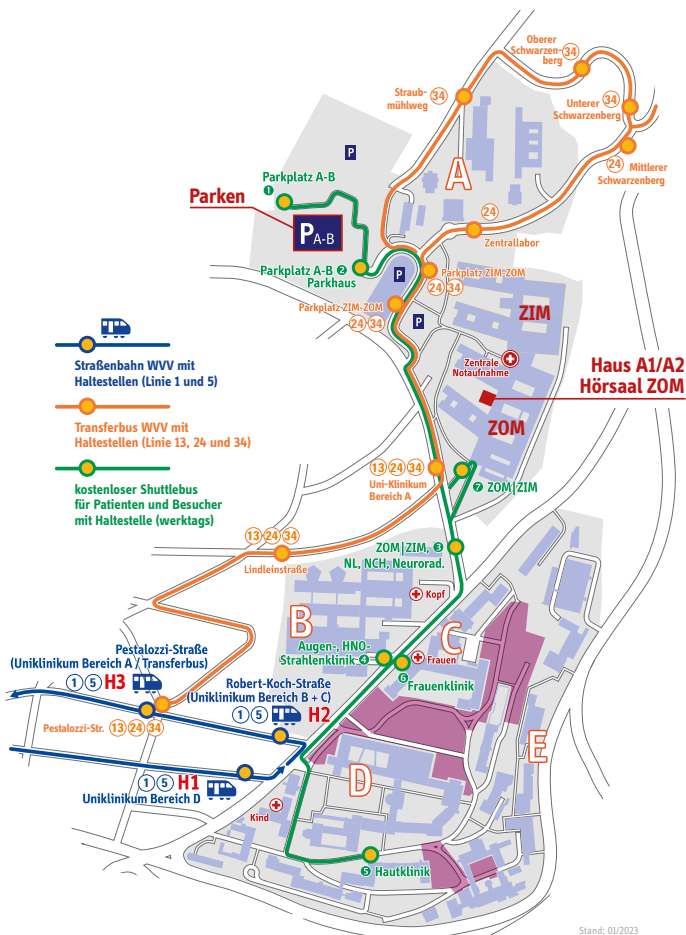 Oberer
Schwarzen-
berg
34
Straub-
mühlweg
34
34
Unterer
Schwarzenberg
24
Mittlerer
Schwarzenberg
P
A
Parkplatz A-B
1
Parken
P A-B
24
Zentrallabor
Parkplatz A-B 2
Parkhaus
P
Parkplatz ZIM-ZOM
24 34
Parkplatz ZIM-ZOM
24 34
P
ZIM
Zentrale
Notaufnahme
Haus A1/A2
Hörsaal ZOM
ZOM
Straßenbahn WVV mit
Haltestellen (Linie 1 und 5)
Transferbus WVV mit
Haltestellen (Linie 13, 24 und 34)
kostenloser Shuttlebus
für Patienten und Besucher
mit Haltestelle (werktags)
13 24 34
Uni-Klinikum
Bereich A
7 ZOM|ZIM
13 24 34
Lindleinstraße
ZOM|ZIM, 3
NL, NCH, Neurorad.
Kopf
B
C
Augen-, HNO-
Strahlenklinik 4
Frauen
6
Frauenklinik
Pestalozzi-Straße
(Uniklinikum Bereich A / Transferbus)
1 5 H3
Robert-Koch-Straße
(Uniklinikum Bereich B + C)
1 5 H2
Pestalozzi-Str. 13 24 34
E
D
1 5 H1
Uniklinikum Bereich D
Kind
5 Hautklinik
Stand: 01/2023